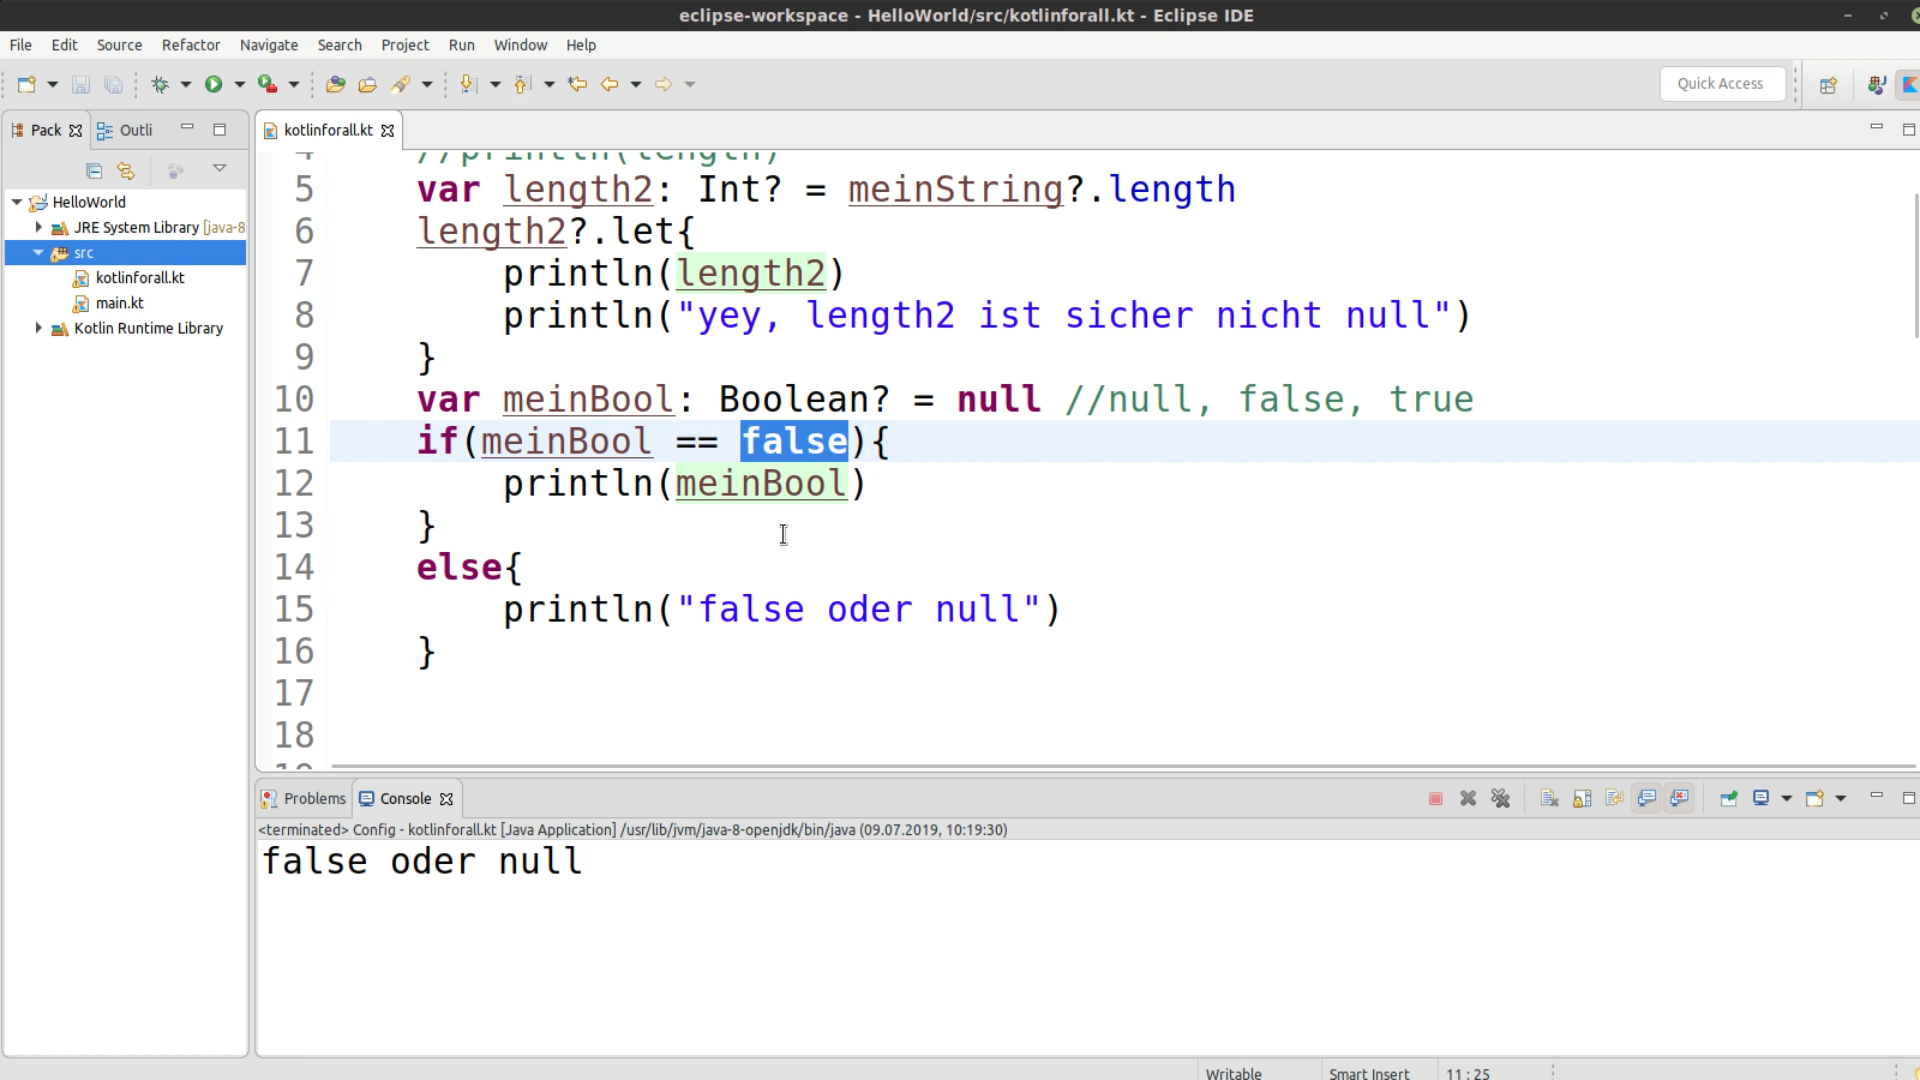 eclipse-workspace - HelloWorld/src/kotlinforall.kt - Eclipse IDE
File Edit Source Refactor Navigate Search Project Run Window Help
Quick Access
Pack Outli
kotlinforall.kt
HelloWorld
JRE System Library [java-8
src
kotlinforall.kt
main.kt
Kotlin Runtime Library
4 //println(length)
5 var length2: Int? = meinString?.length
6 length2?.let{
7 println(length2)
8 println("yey, length2 ist sicher nicht null")
9 }
10 var meinBool: Boolean? = null //null, false, true
11 if(meinBool == false){
12 println(meinBool)
13 }
14 else{
15 println("false oder null")
16 }
17
18
Problems Console
<terminated> Config - kotlinforall.kt [Java Application] /usr/lib/jvm/java-8-openjdk/bin/java (09.07.2019, 10:19:30)
false oder null
Writable Smart Insert 11 : 25